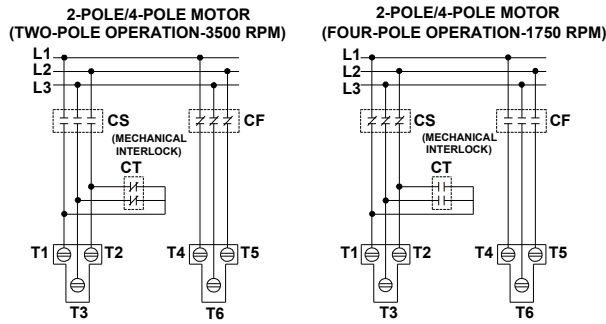 2-POLE/4-POLE MOTOR
(TWO-POLE OPERATION-3500 RPM)
L1
L2
L3
CS
CF
(MECHANICAL
INTERLOCK)
CT
T1
T2
T4
T5
T3
T6
2-POLE/4-POLE MOTOR
(FOUR-POLE OPERATION-1750 RPM)
L1
L2
L3
CS
CF
(MECHANICAL
INTERLOCK)
CT
T1
T2
T4
T5
T3
T6